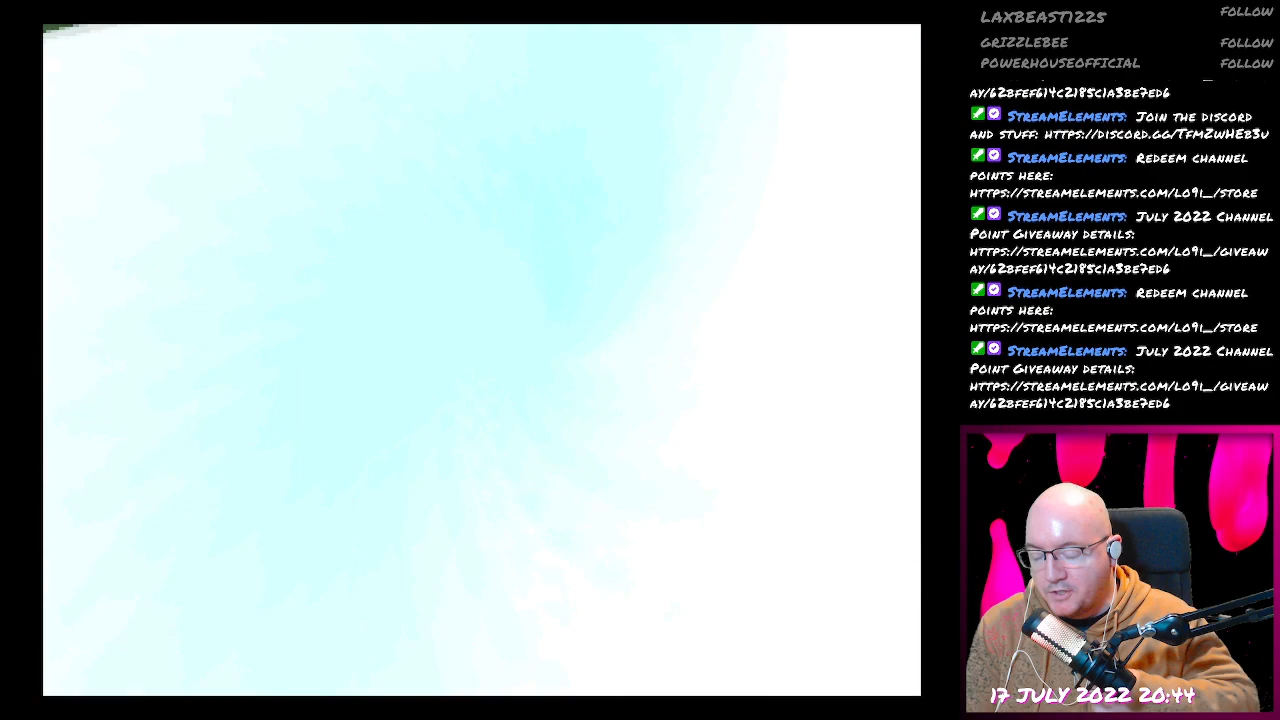 LAXBEAST1225 FOLLOW
GRIZZLEBEE FOLLOW
POWERHOUSEOFFICIAL FOLLOW
AY/62BFEF614C2185C1A3BE7ED6
STREAMELEMENTS: JOIN THE DISCORD
AND STUFF: HTTPS://DISCORD.GG/TFMZWHEB3U
STREAMELEMENTS: REDEEM CHANNEL
POINTS HERE:
HTTPS://STREAMELEMENTS.COM/LO91_/STORE
STREAMELEMENTS: JULY 2022 CHANNEL
POINT GIVEAWAY DETAILS:
HTTPS://STREAMELEMENTS.COM/LO91_/GIVEAW
AY/62BFEF614C2185C1A3BE7ED6
STREAMELEMENTS: REDEEM CHANNEL
POINTS HERE:
HTTPS://STREAMELEMENTS.COM/LO91_/STORE
STREAMELEMENTS: JULY 2022 CHANNEL
POINT GIVEAWAY DETAILS:
HTTPS://STREAMELEMENTS.COM/LO91_/GIVEAW
AY/62BFEF614C2185C1A3BE7ED6
17 JULY 2022 20:44